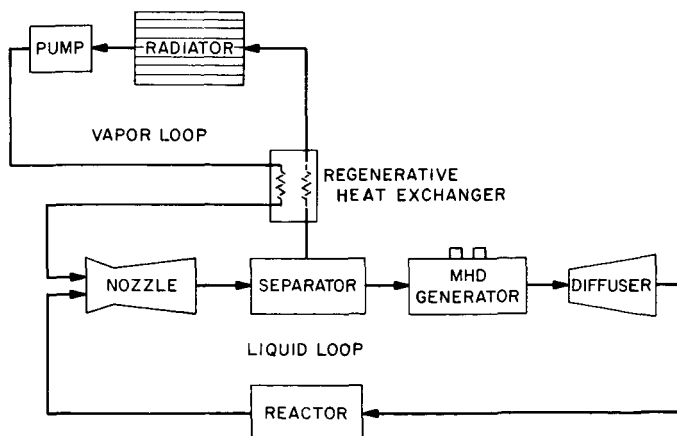 PUMP
RADIATOR
VAPOR LOOP
REGENERATIVE
HEAT EXCHANGER
NOZZLE
SEPARATOR
MHD
GENERATOR
DIFFUSER
LIQUID LOOP
REACTOR